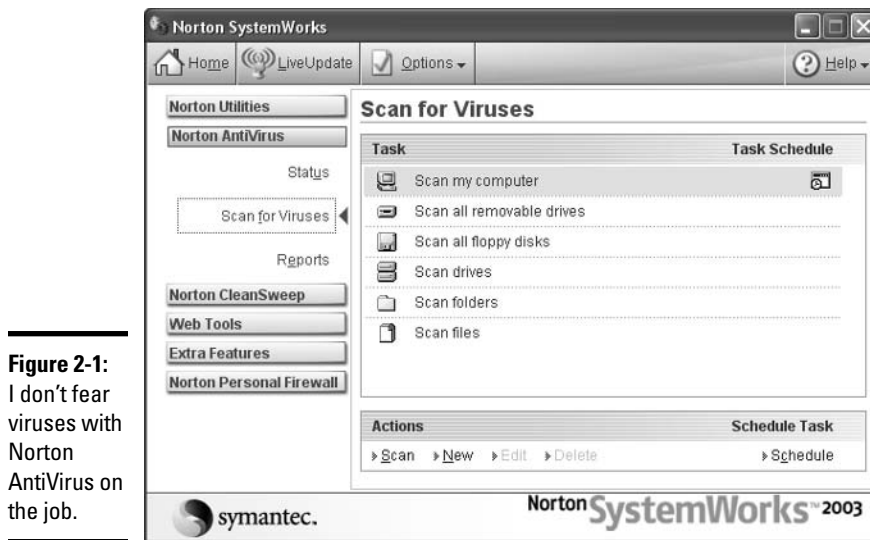 Norton SystemWorks
Home LiveUpdate Options Help
Norton Utilities
Norton AntiVirus
Status
Scan for Viruses
Reports
Norton CleanSweep
Web Tools
Extra Features
Norton Personal Firewall
Scan for Viruses
Task Task Schedule
Scan my computer
Scan all removable drives
Scan all floppy disks
Scan drives
Scan folders
Scan files
Actions Schedule Task
Scan New Edit Delete Schedule
symantec.
Norton SystemWorks™ 2003
Figure 2-1:
I don't fear
viruses with
Norton
AntiVirus on
the job.